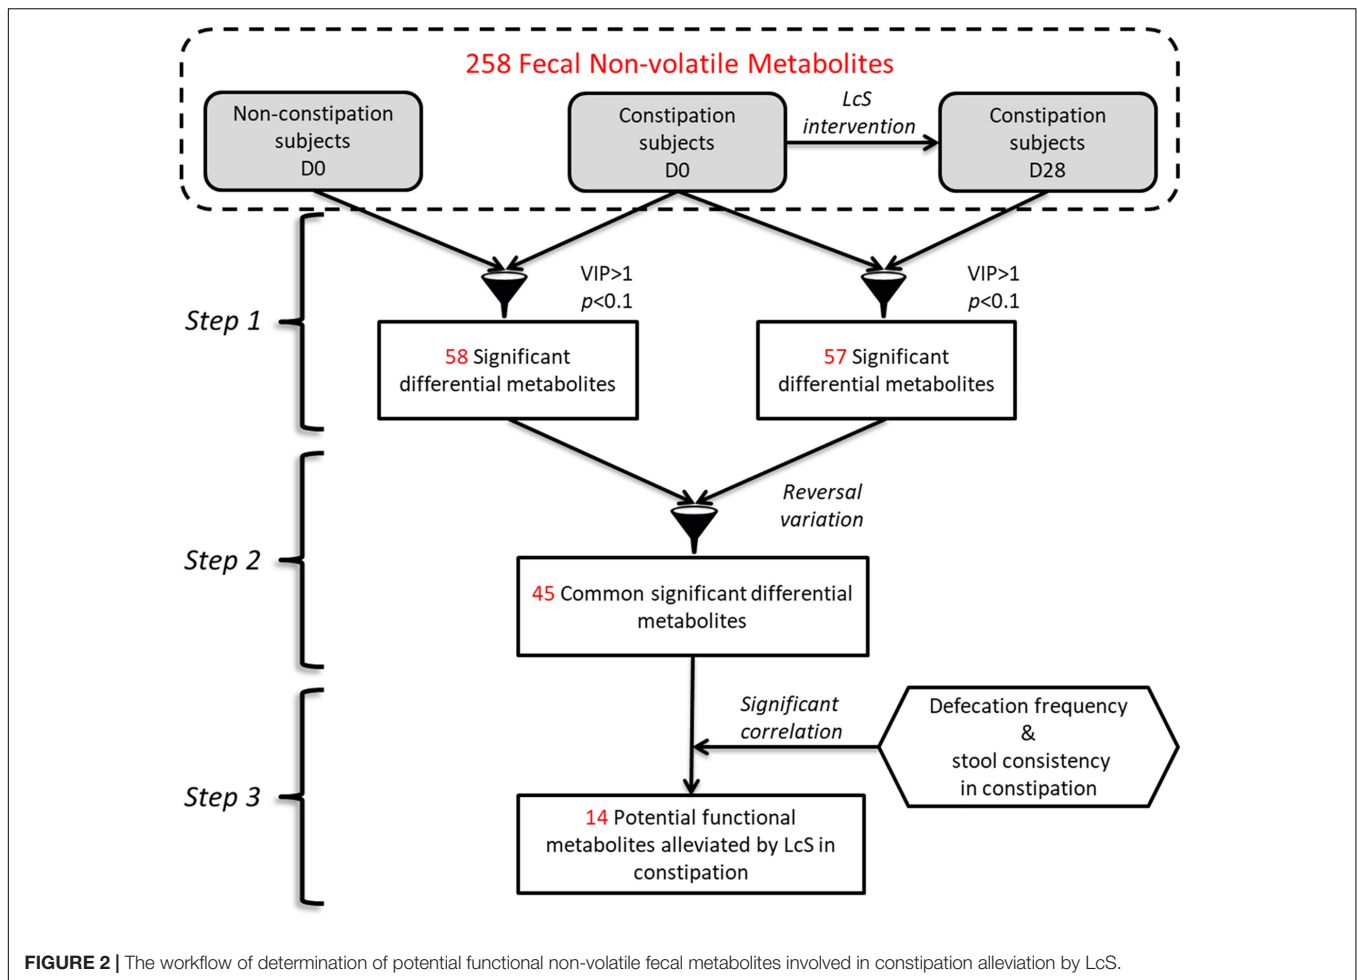 258 Fecal Non-volatile Metabolites
Non-constipation
subjects
D0
Constipation
subjects
D0
LcS
intervention
Constipation
subjects
D28
Step 1
VIP>1
p<0.1
VIP>1
p<0.1
58 Significant
differential metabolites
57 Significant
differential metabolites
Step 2
Reversal
variation
45 Common significant differential
metabolites
Step 3
Significant
correlation
Defecation frequency
&
stool consistency
in constipation
14 Potential functional
metabolites alleviated by LcS in
constipation
FIGURE 2 | The workflow of determination of potential functional non-volatile fecal metabolites involved in constipation alleviation by LcS.